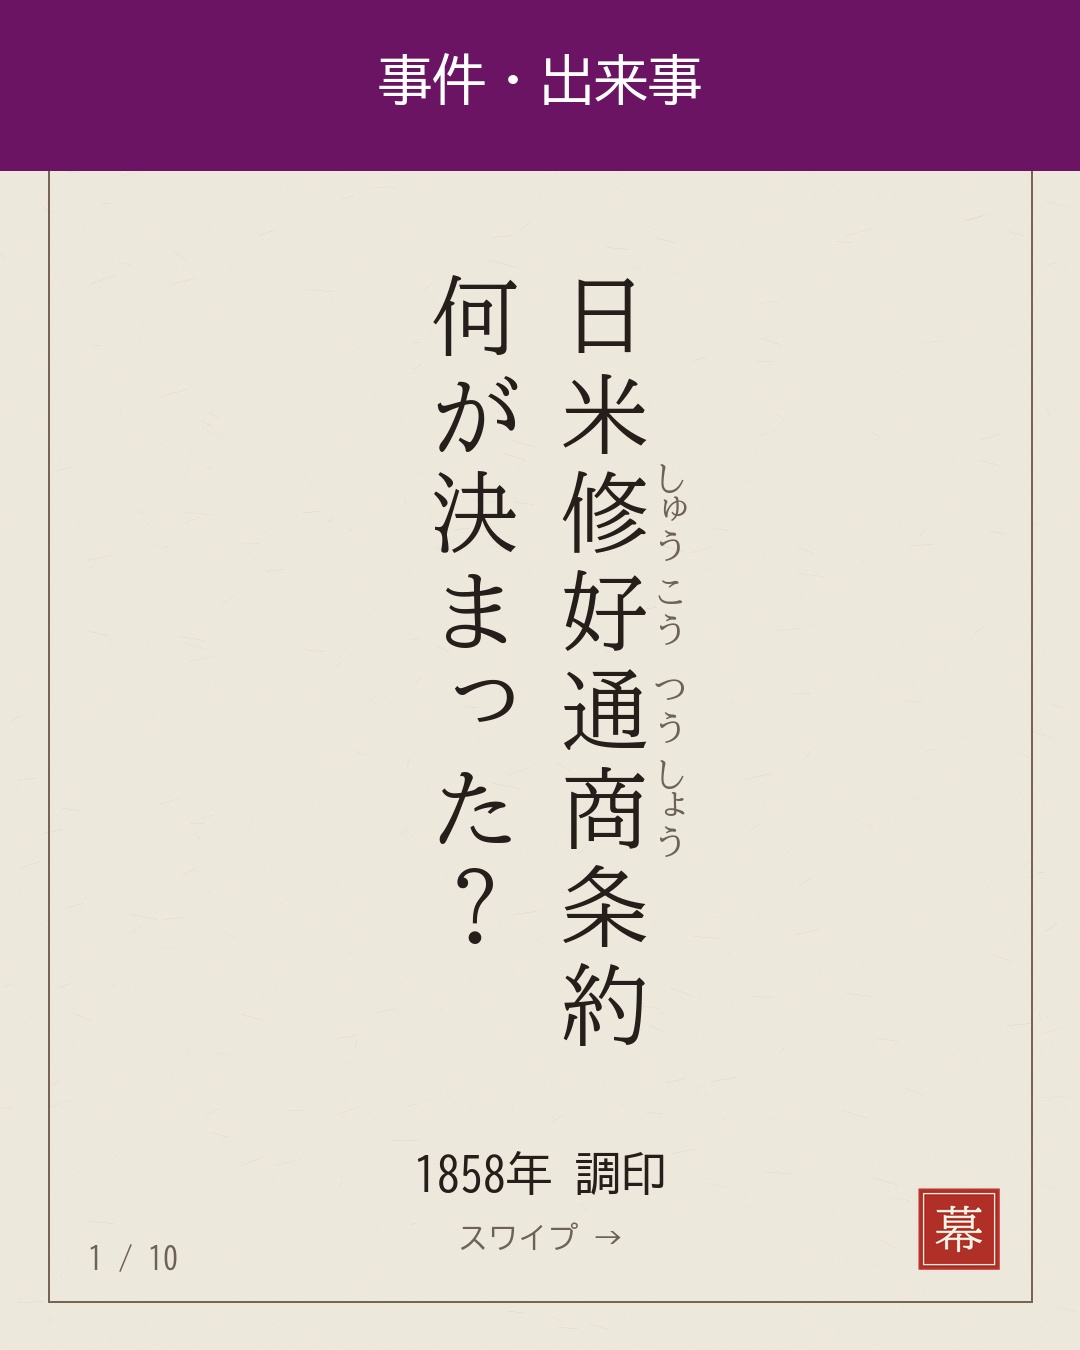 事件・出来事
日米修好通商条約
しゅうこうつうしょう
何が決まった？
1858年 調印
スワイプ →
1 / 10
幕